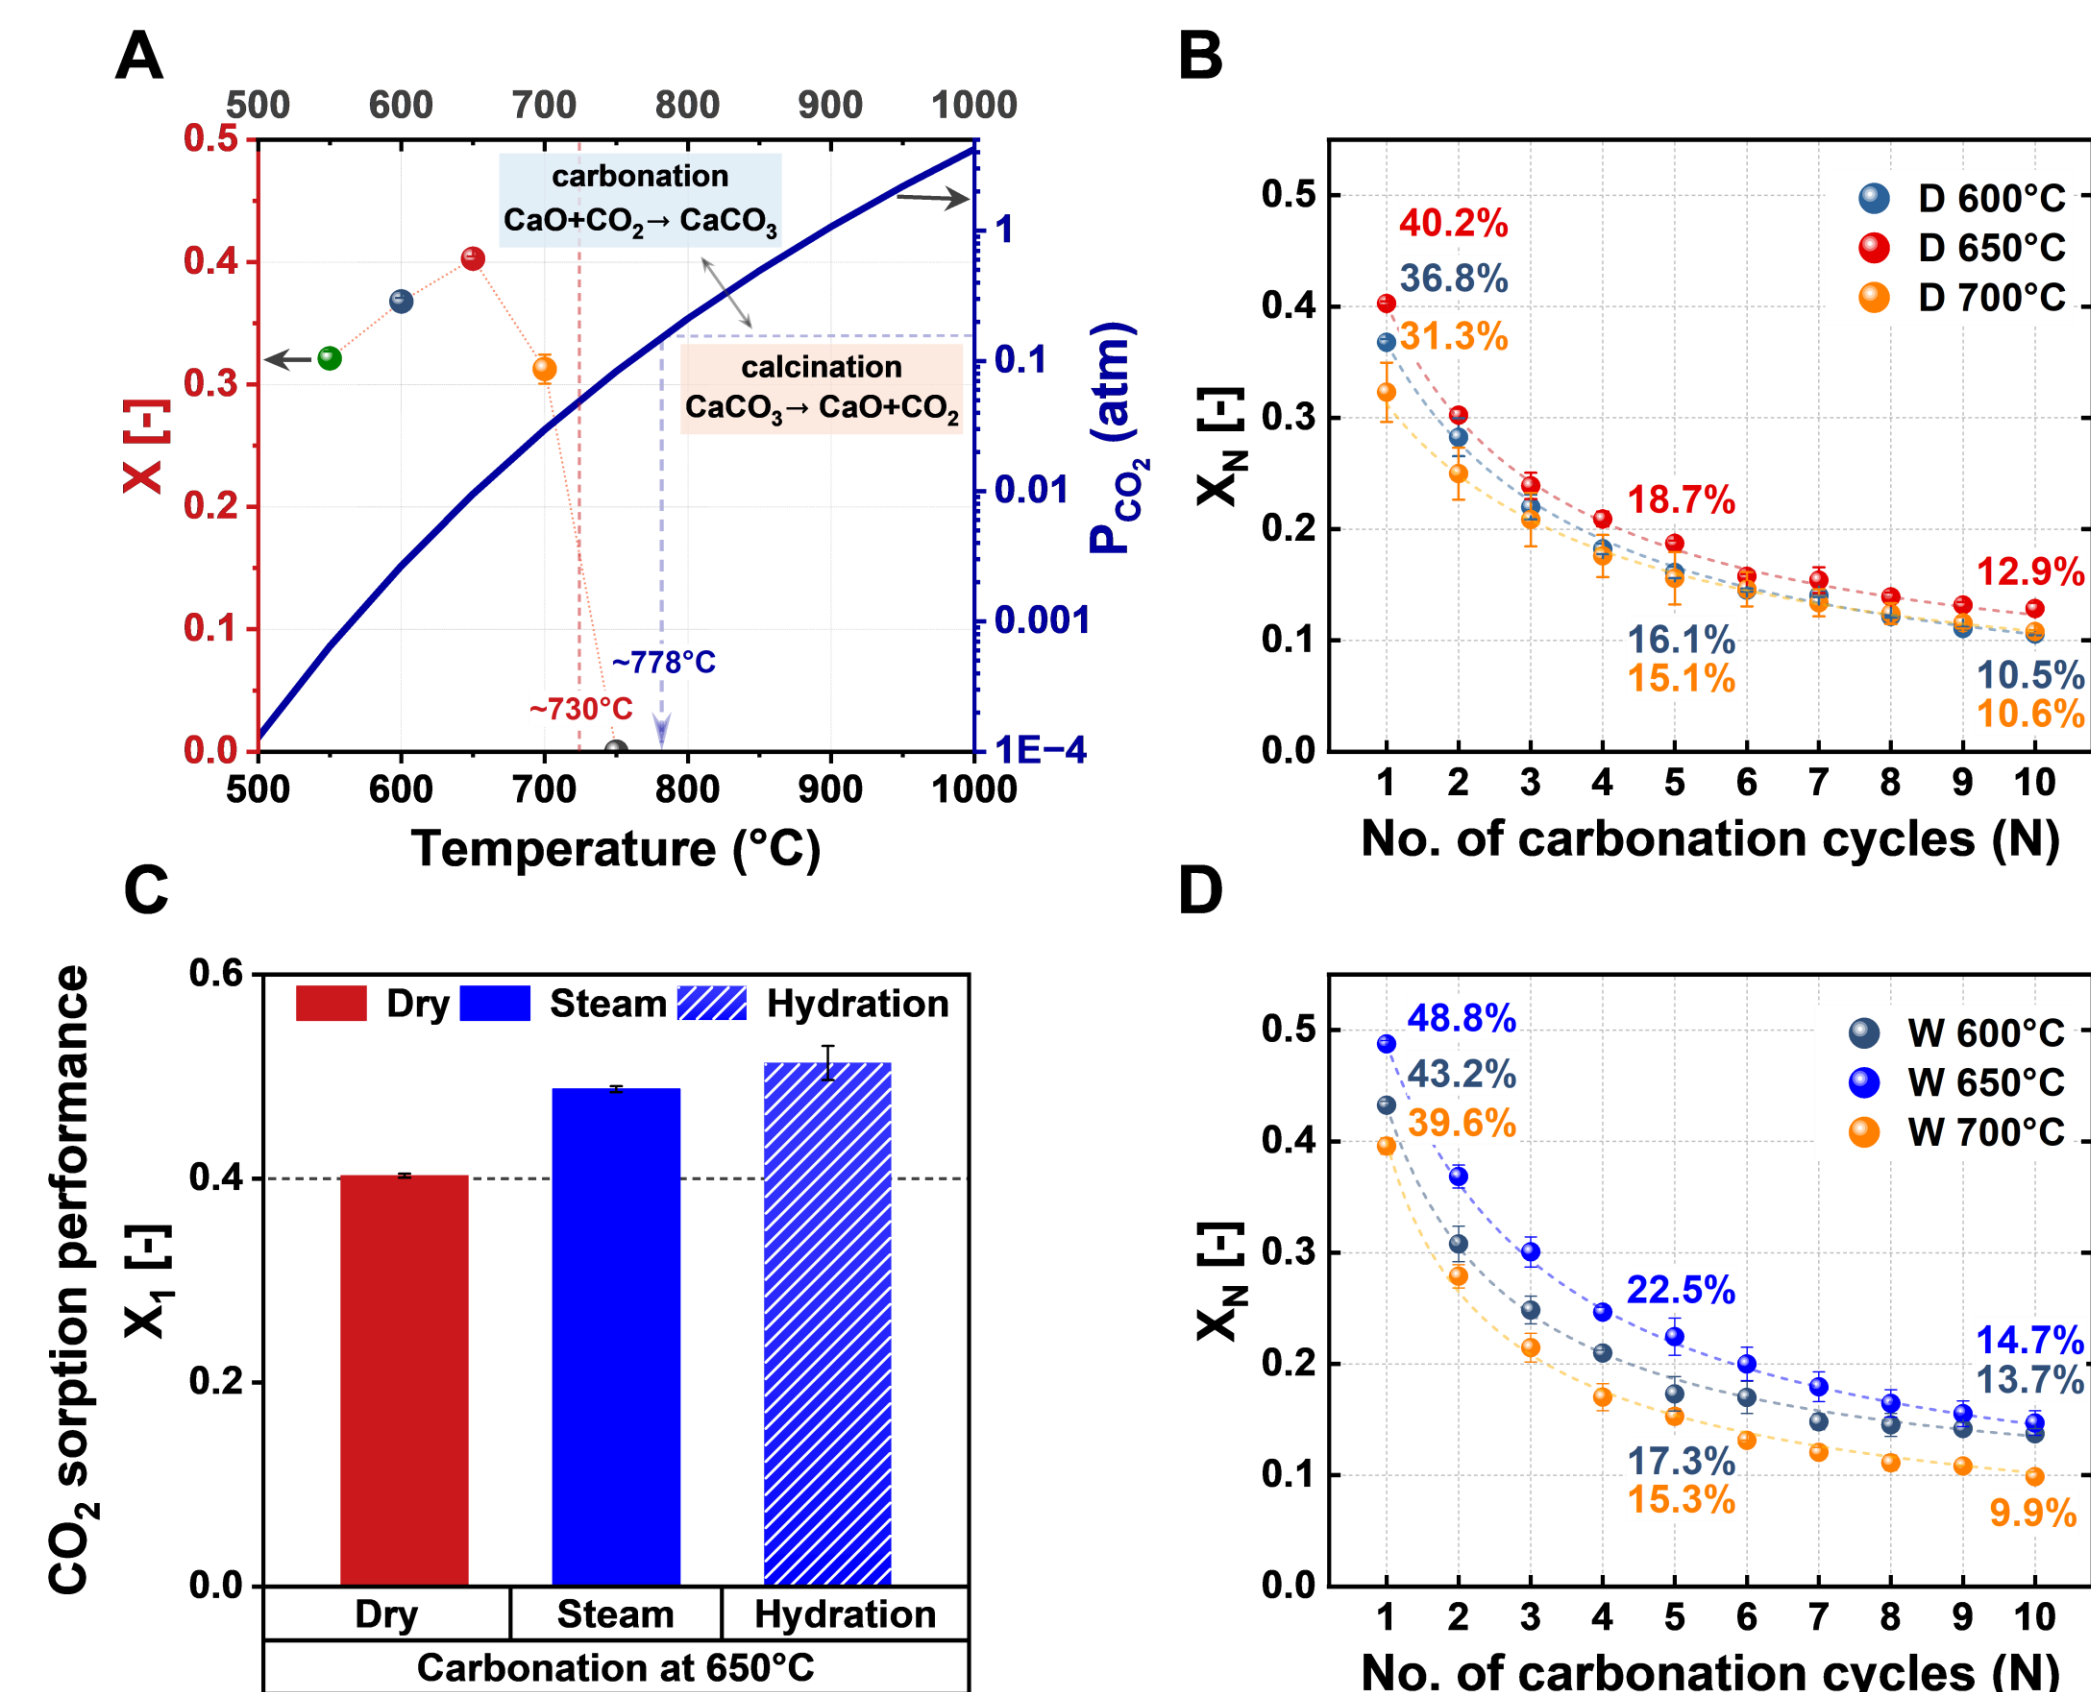 A
500 600 700 800 900 1000
0.5
0.4
0.3
0.2
0.1
0.0
X [-]
carbonation
CaO+CO₂→ CaCO₃
calcination
CaCO₃→ CaO+CO₂
~778°C
~730°C
1
0.1
0.01
0.001
1E−4
P CO₂ (atm)
500 600 700 800 900 1000
Temperature (°C)
B
0.5
0.4
0.3
0.2
0.1
0.0
X_N [-]
D 600°C
D 650°C
D 700°C
40.2%
36.8%
31.3%
18.7%
16.1%
15.1%
12.9%
10.5%
10.6%
1 2 3 4 5 6 7 8 9 10
No. of carbonation cycles (N)
C
CO₂ sorption performance
X₁ [-]
0.6
0.4
0.2
0.0
Dry Steam Hydration
Dry Steam Hydration
Carbonation at 650°C
D
0.5
0.4
0.3
0.2
0.1
0.0
X_N [-]
W 600°C
W 650°C
W 700°C
48.8%
43.2%
39.6%
22.5%
17.3%
15.3%
14.7%
13.7%
9.9%
1 2 3 4 5 6 7 8 9 10
No. of carbonation cycles (N)